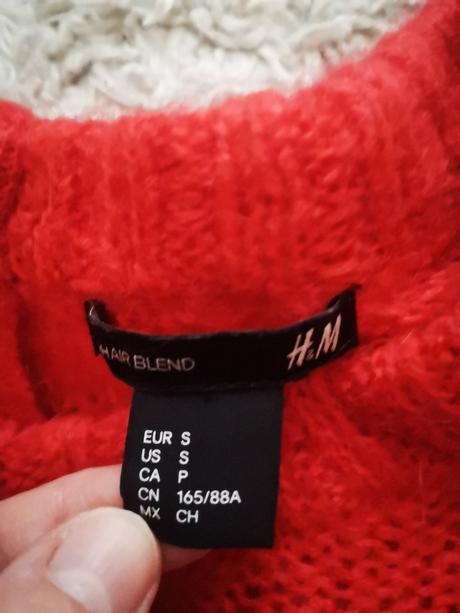 HAIR BLEND
H&M
EUR S
US S
CA P
CN 165/88A
MX CH